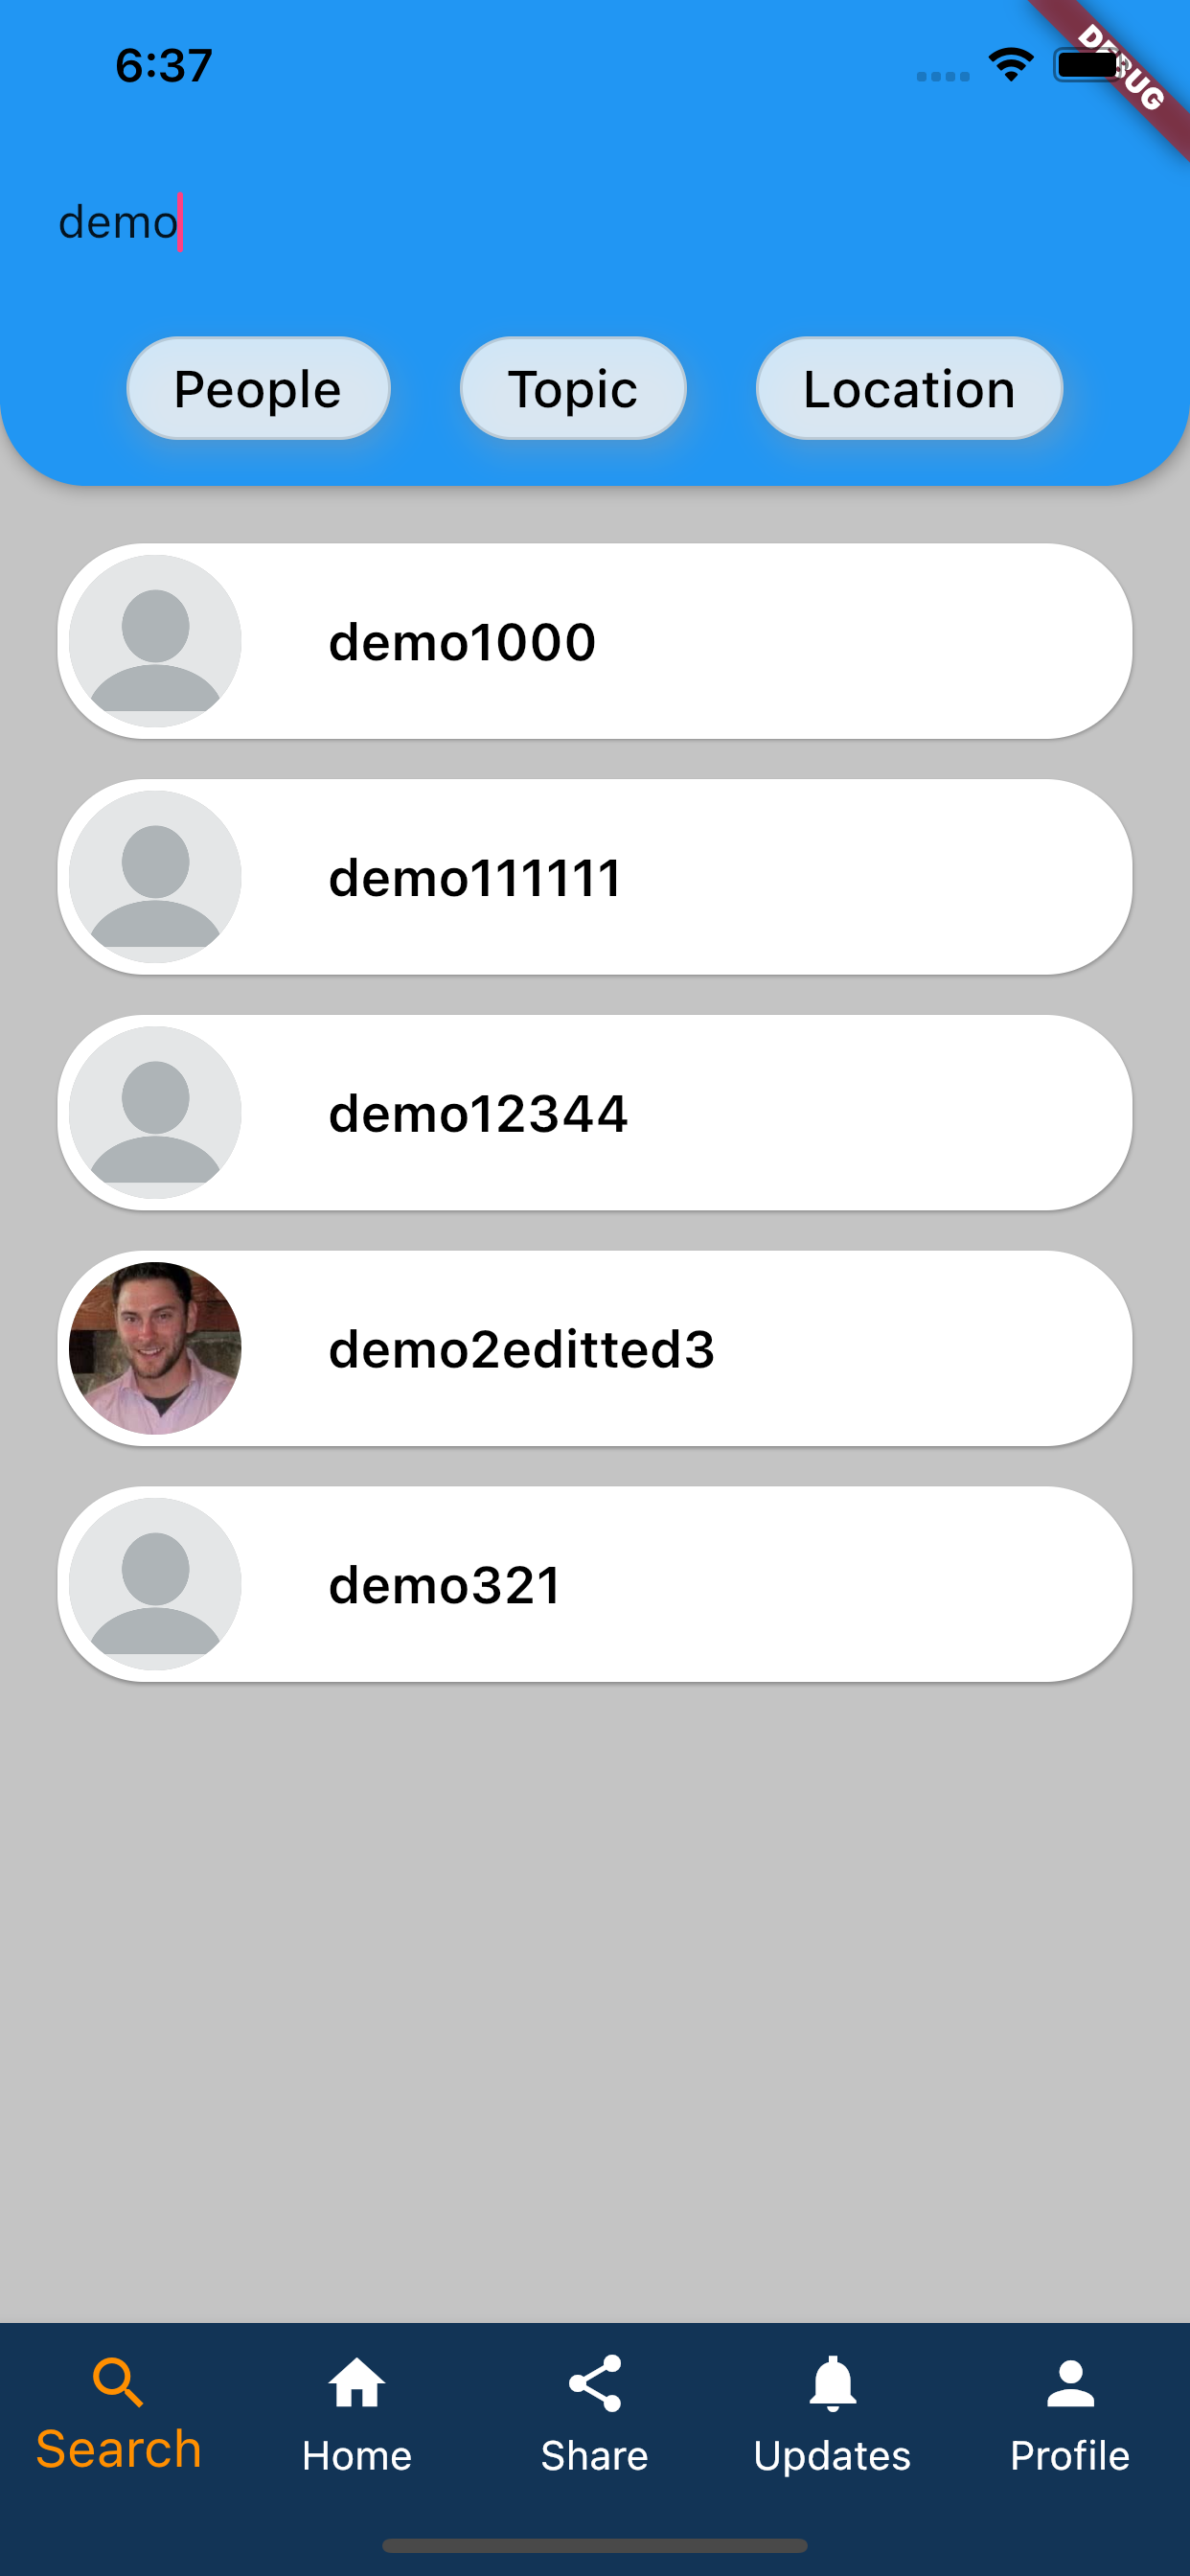 6:37
DEBUG
demo
People Topic Location
demo1000
demo111111
demo12344
demo2editted3
demo321
Search Home Share Updates Profile